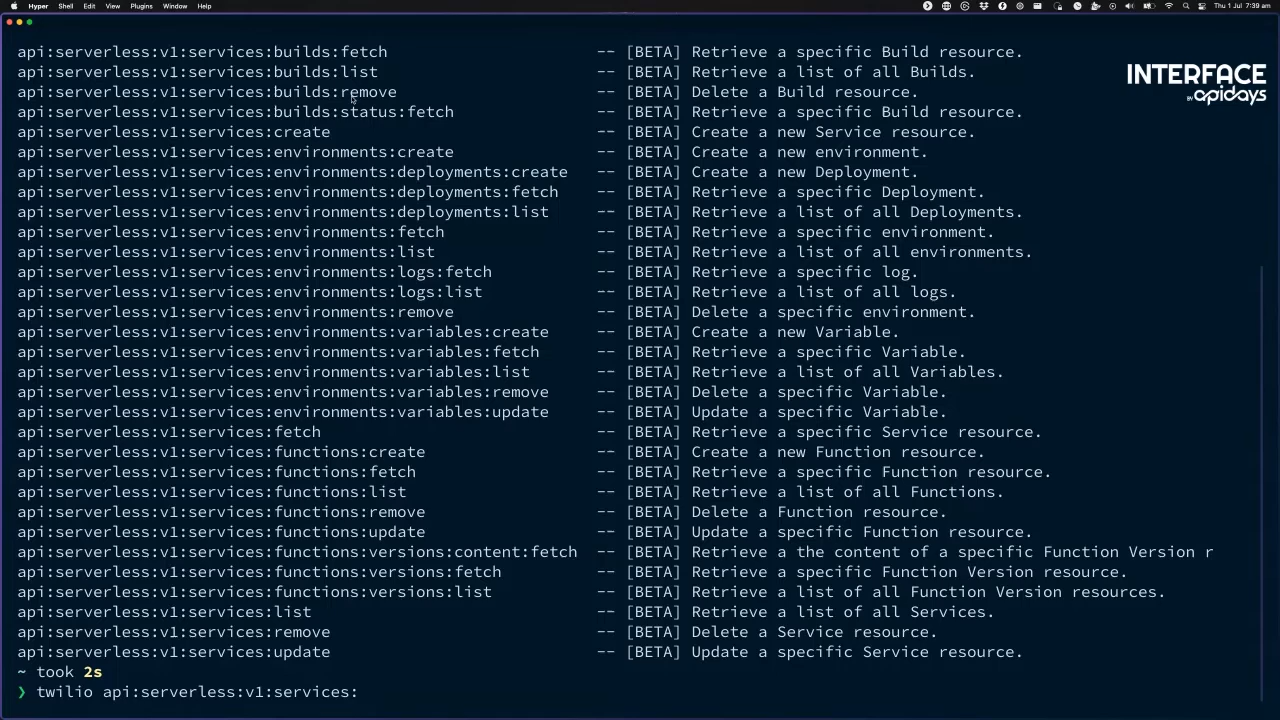 Hyper Shell Edit View Plugins Window Help Thu 1 Jul 7:39 am
INTERFACE
BY apidays
api:serverless:v1:services:builds:fetch -- [BETA] Retrieve a specific Build resource.
api:serverless:v1:services:builds:list -- [BETA] Retrieve a list of all Builds.
api:serverless:v1:services:builds:remove -- [BETA] Delete a Build resource.
api:serverless:v1:services:builds:status:fetch -- [BETA] Retrieve a specific Build resource.
api:serverless:v1:services:create -- [BETA] Create a new Service resource.
api:serverless:v1:services:environments:create -- [BETA] Create a new environment.
api:serverless:v1:services:environments:deployments:create -- [BETA] Create a new Deployment.
api:serverless:v1:services:environments:deployments:fetch -- [BETA] Retrieve a specific Deployment.
api:serverless:v1:services:environments:deployments:list -- [BETA] Retrieve a list of all Deployments.
api:serverless:v1:services:environments:fetch -- [BETA] Retrieve a specific environment.
api:serverless:v1:services:environments:list -- [BETA] Retrieve a list of all environments.
api:serverless:v1:services:environments:logs:fetch -- [BETA] Retrieve a specific log.
api:serverless:v1:services:environments:logs:list -- [BETA] Retrieve a list of all logs.
api:serverless:v1:services:environments:remove -- [BETA] Delete a specific environment.
api:serverless:v1:services:environments:variables:create -- [BETA] Create a new Variable.
api:serverless:v1:services:environments:variables:fetch -- [BETA] Retrieve a specific Variable.
api:serverless:v1:services:environments:variables:list -- [BETA] Retrieve a list of all Variables.
api:serverless:v1:services:environments:variables:remove -- [BETA] Delete a specific Variable.
api:serverless:v1:services:environments:variables:update -- [BETA] Update a specific Variable.
api:serverless:v1:services:fetch -- [BETA] Retrieve a specific Service resource.
api:serverless:v1:services:functions:create -- [BETA] Create a new Function resource.
api:serverless:v1:services:functions:fetch -- [BETA] Retrieve a specific Function resource.
api:serverless:v1:services:functions:list -- [BETA] Retrieve a list of all Functions.
api:serverless:v1:services:functions:remove -- [BETA] Delete a Function resource.
api:serverless:v1:services:functions:update -- [BETA] Update a specific Function resource.
api:serverless:v1:services:functions:versions:content:fetch -- [BETA] Retrieve a the content of a specific Function Version r
api:serverless:v1:services:functions:versions:fetch -- [BETA] Retrieve a specific Function Version resource.
api:serverless:v1:services:functions:versions:list -- [BETA] Retrieve a list of all Function Version resources.
api:serverless:v1:services:list -- [BETA] Retrieve a list of all Services.
api:serverless:v1:services:remove -- [BETA] Delete a Service resource.
api:serverless:v1:services:update -- [BETA] Update a specific Service resource.
~ took 2s
❯ twilio api:serverless:v1:services: